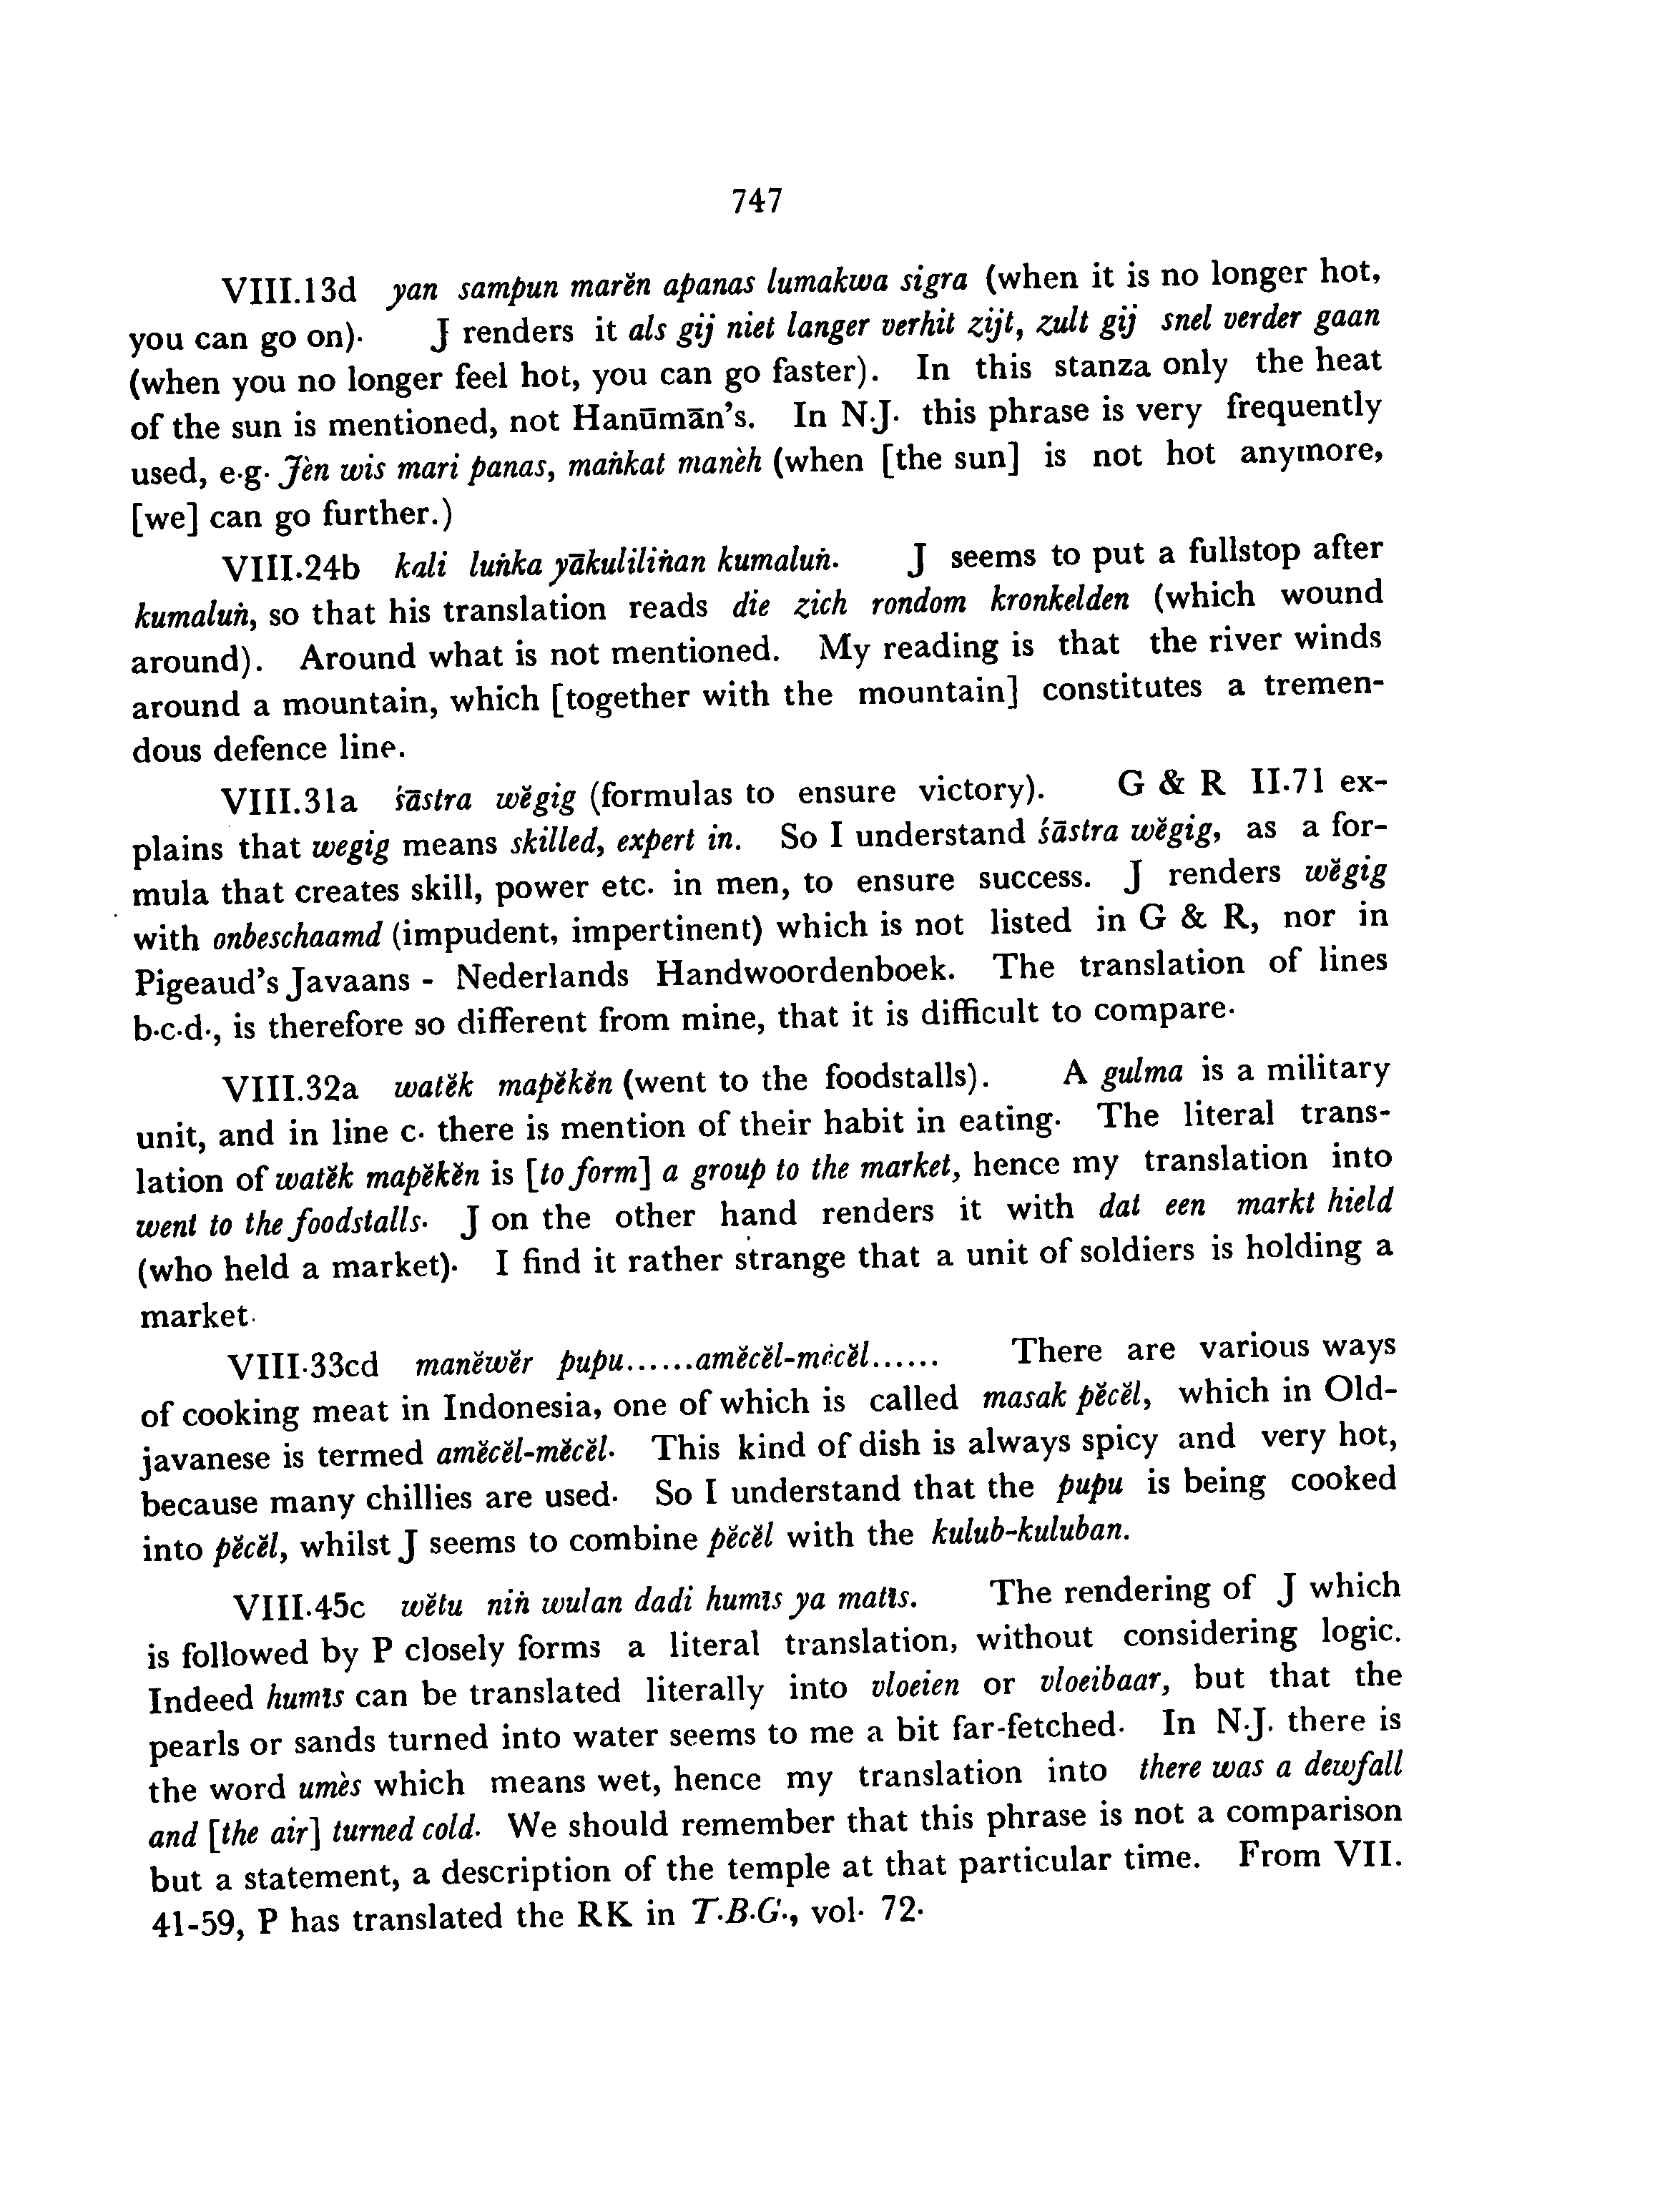 747
VIII.13d yan sampun marĕn apanas lumakwa sigra (when it is no longer hot,
you can go on). J renders it als gij niet langer verhit zijt, zult gij snel verder gaan
(when you no longer feel hot, you can go faster). In this stanza only the heat
of the sun is mentioned, not Hanūmān's. In N.J. this phrase is very frequently
used, e.g. Jèn wis mari panas, maṅkat manèh (when [the sun] is not hot anymore,
[we] can go further.)
VIII.24b kali luṅka yākuliliṅan kumaluṅ. J seems to put a fullstop after
kumaluṅ, so that his translation reads die zich rondom kronkelden (which wound
around). Around what is not mentioned. My reading is that the river winds
around a mountain, which [together with the mountain] constitutes a tremen-
dous defence line.
VIII.31a śāstra wĕgig (formulas to ensure victory). G & R II.71 ex-
plains that wegig means skilled, expert in. So I understand śāstra wĕgig, as a for-
mula that creates skill, power etc. in men, to ensure success. J renders wĕgig
with onbeschaamd (impudent, impertinent) which is not listed in G & R, nor in
Pigeaud's Javaans - Nederlands Handwoordenboek. The translation of lines
b.c.d., is therefore so different from mine, that it is difficult to compare.
VIII.32a watĕk mapĕkĕn (went to the foodstalls). A gulma is a military
unit, and in line c. there is mention of their habit in eating. The literal trans-
lation of watĕk mapĕkĕn is [to form] a group to the market, hence my translation into
went to the foodstalls. J on the other hand renders it with dat een markt hield
(who held a market). I find it rather strange that a unit of soldiers is holding a
market.
VIII.33cd manĕwĕr pupu......amĕcĕl-mĕcĕl...... There are various ways
of cooking meat in Indonesia, one of which is called masak pĕcĕl, which in Old-
javanese is termed amĕcĕl-mĕcĕl. This kind of dish is always spicy and very hot,
because many chillies are used. So I understand that the pupu is being cooked
into pĕcĕl, whilst J seems to combine pĕcĕl with the kulub-kuluban.
VIII.45c wĕtu niṅ wulan dadi humīs ya matīs. The rendering of J which
is followed by P closely forms a literal translation, without considering logic.
Indeed humīs can be translated literally into vloeien or vloeibaar, but that the
pearls or sands turned into water seems to me a bit far-fetched. In N.J. there is
the word umès which means wet, hence my translation into there was a dewfall
and [the air] turned cold. We should remember that this phrase is not a comparison
but a statement, a description of the temple at that particular time. From VII.
41-59, P has translated the RK in T.B.G., vol. 72.